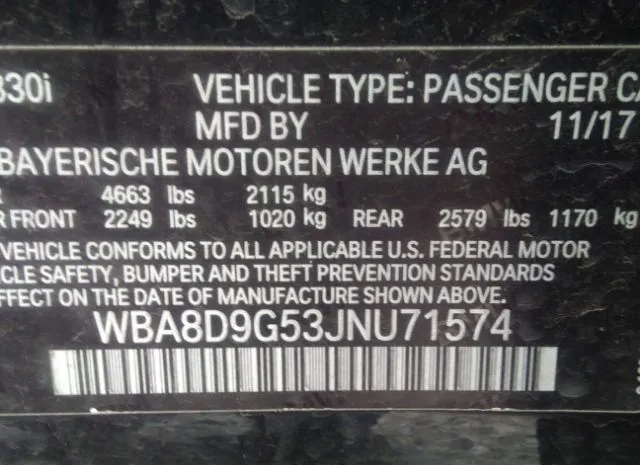 330i VEHICLE TYPE: PASSENGER CA
MFD BY 11/17
BAYERISCHE MOTOREN WERKE AG
R 4663 lbs 2115 kg
R FRONT 2249 lbs 1020 kg REAR 2579 lbs 1170 kg
VEHICLE CONFORMS TO ALL APPLICABLE U.S. FEDERAL MOTOR
CLE SAFETY, BUMPER AND THEFT PREVENTION STANDARDS
EFFECT ON THE DATE OF MANUFACTURE SHOWN ABOVE.
WBA8D9G53JNU71574